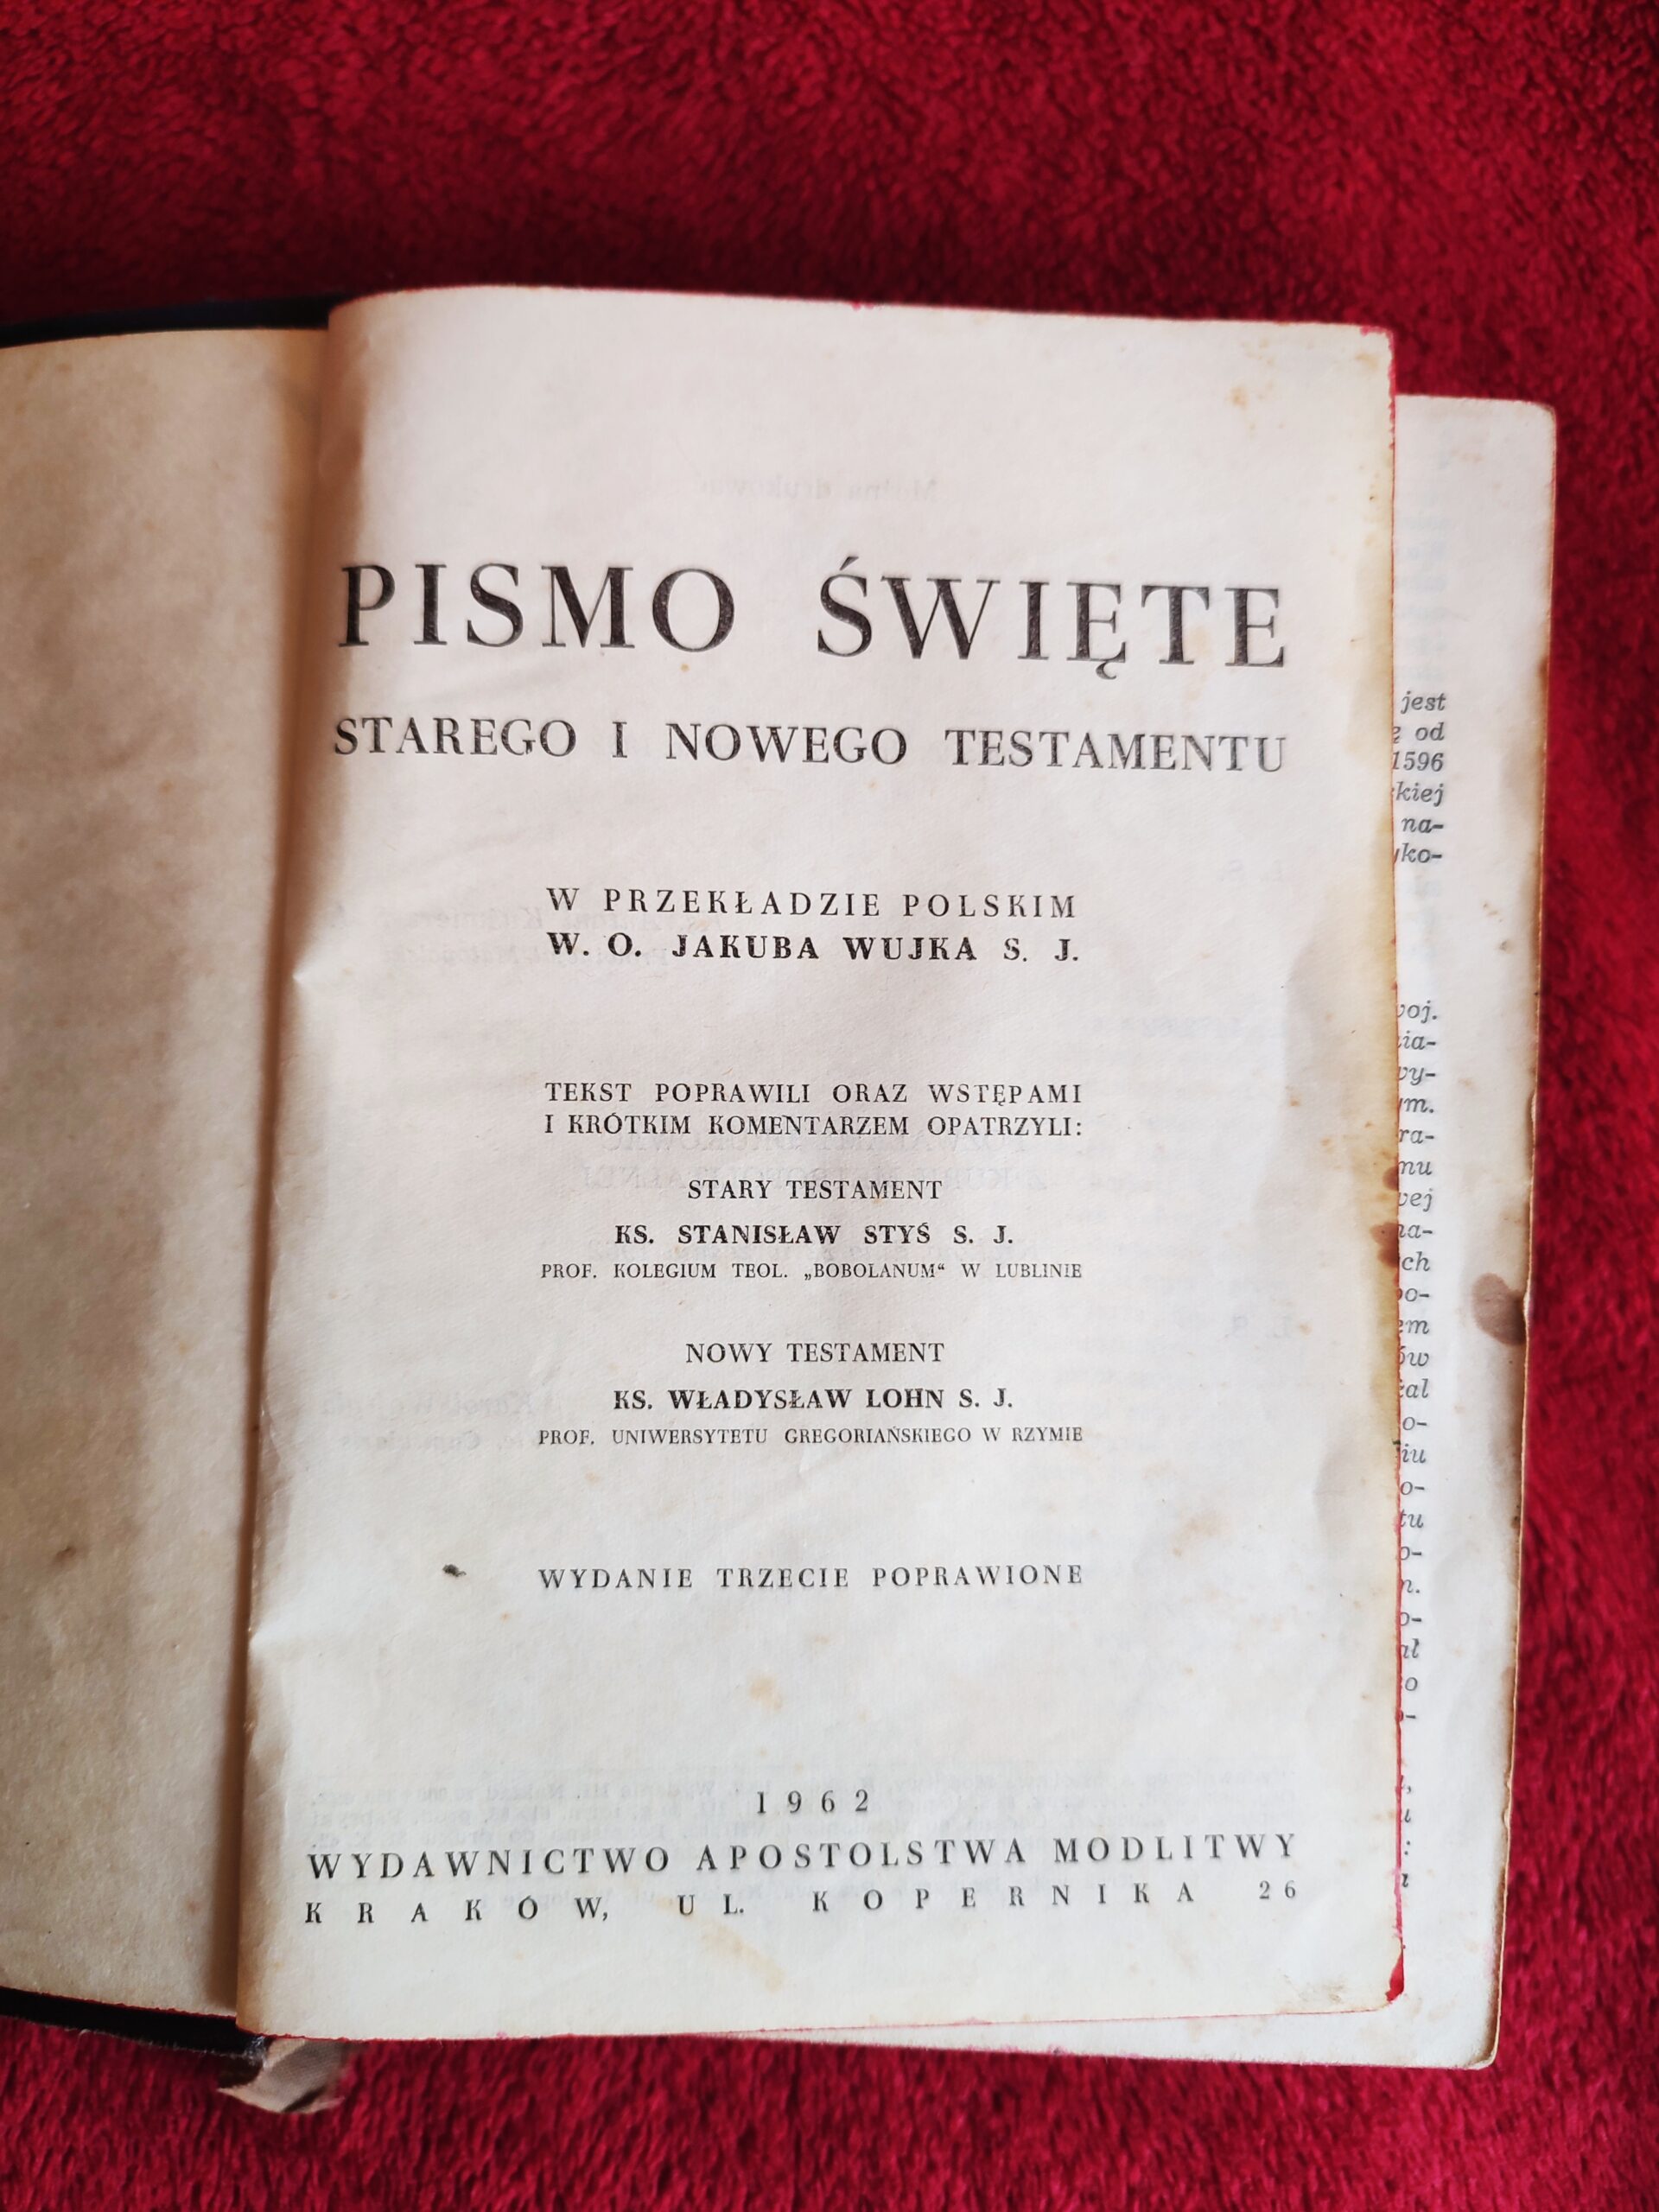 PISMO ŚWIĘTE
STAREGO I NOWEGO TESTAMENTU
W PRZEKŁADZIE POLSKIM
W. O. JAKUBA WUJKA S. J.
TEKST POPRAWILI ORAZ WSTĘPAMI
I KRÓTKIM KOMENTARZEM OPATRZYLI:
STARY TESTAMENT
KS. STANISŁAW STYŚ S. J.
PROF. KOLEGIUM TEOL. „BOBOLANUM“ W LUBLINIE
NOWY TESTAMENT
KS. WŁADYSŁAW LOHN S. J.
PROF. UNIWERSYTETU GREGORIAŃSKIEGO W RZYMIE
WYDANIE TRZECIE POPRAWIONE
1962
WYDAWNICTWO APOSTOLSTWA MODLITWY
KRAKÓW, UL. KOPERNIKA 26
jest
od
1596
na-